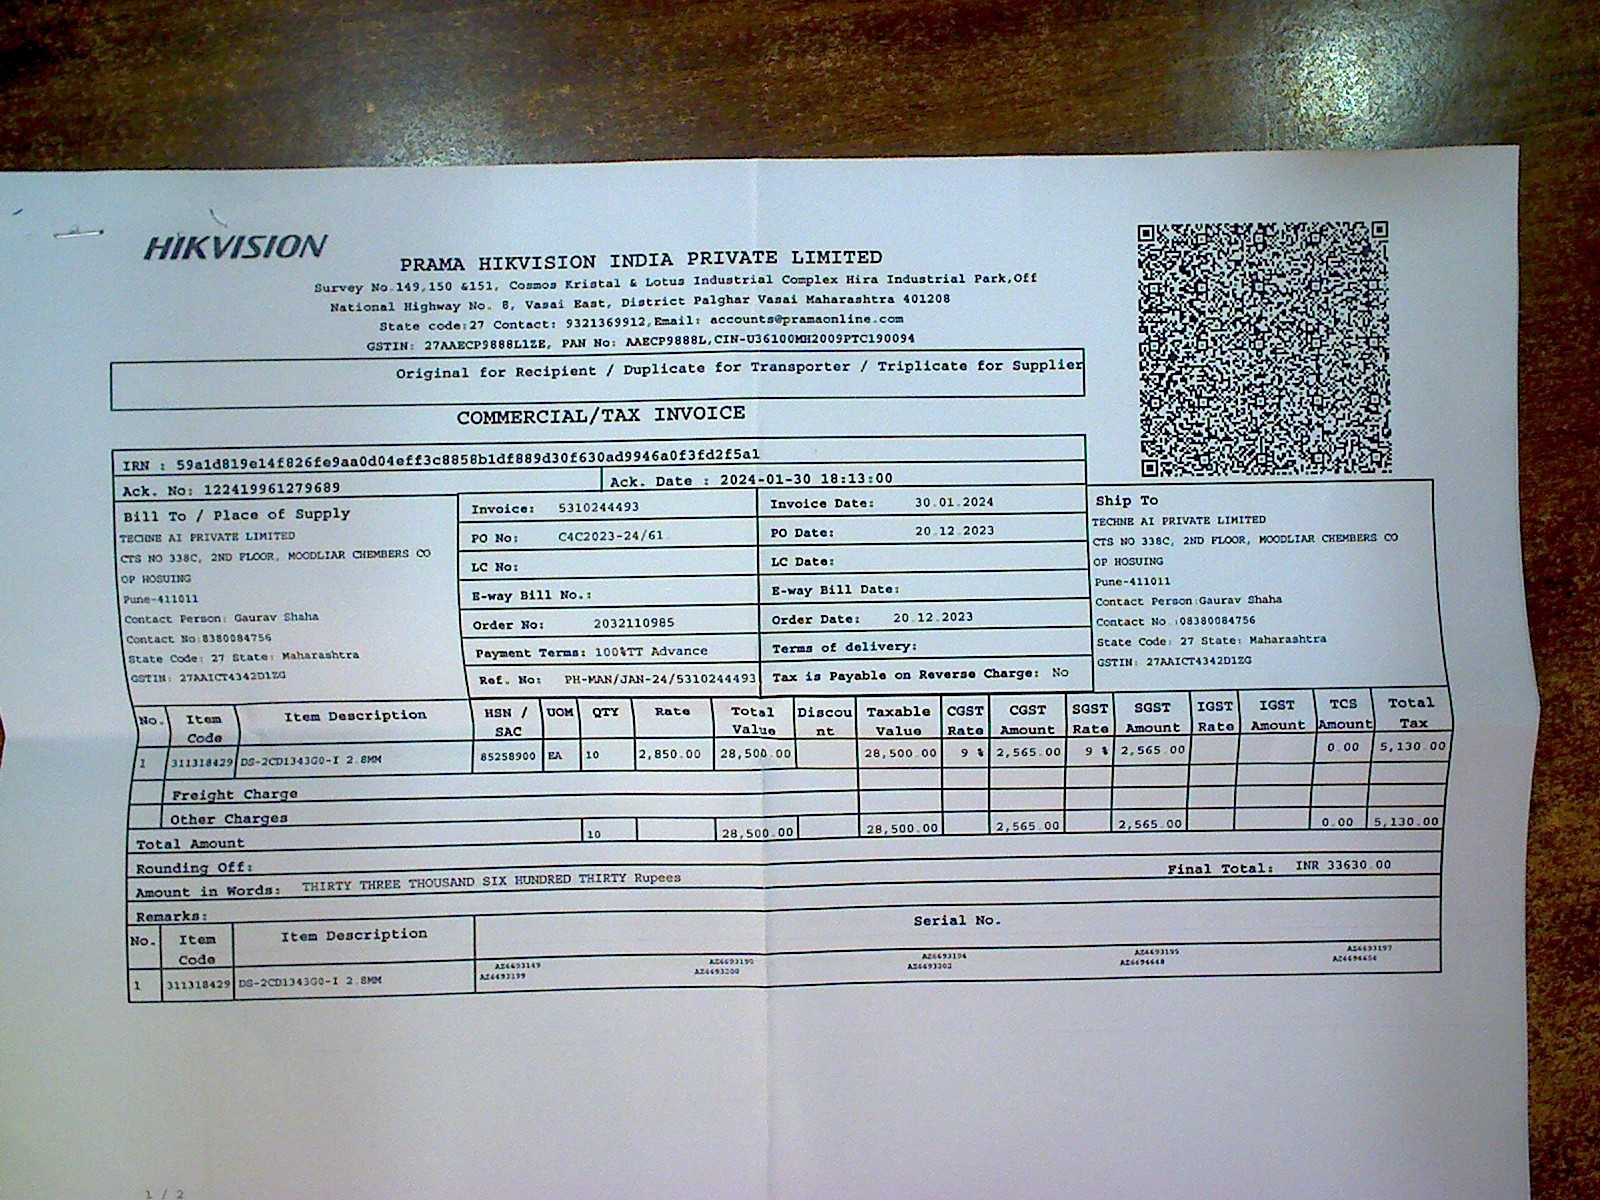 HIKVISION
PRAMA HIKVISION INDIA PRIVATE LIMITED
Survey No.149,150 &151, Cosmos Kristal & Lotus Industrial Complex Hira Industrial Park,Off
National Highway No. 8, Vasai East, District Palghar Vasai Maharashtra 401208
State code:27 Contact: 9321369912,Email: accounts@pramaonline.com
GSTIN: 27AAECP9888L1ZE, PAN No: AAECP9888L,CIN-U36100MH2009PTC190094
Original for Recipient / Duplicate for Transporter / Triplicate for Supplier
COMMERCIAL/TAX INVOICE
IRN : 59a1d819e14f826fe9aa0d04eff3c8858b1df889d30f630ad9946a0f3fd2f5a1
Ack. No: 122419961279689 Ack. Date : 2024-01-30 18:13:00
Bill To / Place of Supply
TECHNE AI PRIVATE LIMITED
CTS NO 338C, 2ND FLOOR, MOODLIAR CHEMBERS CO
OP HOSUING
Pune-411011
Contact Person: Gaurav Shaha
Contact No:8380084756
State Code: 27 State: Maharashtra
GSTIN: 27AAICT4342D1ZG
Invoice: 5310244493 Invoice Date: 30.01.2024
PO No: C4C2023-24/61 PO Date: 20.12.2023
LC No: LC Date:
E-way Bill No.: E-way Bill Date:
Order No: 2032110985 Order Date: 20.12.2023
Payment Terms: 100%TT Advance Terms of delivery:
Ref. No: PH-MAN/JAN-24/5310244493 Tax is Payable on Reverse Charge: No
Ship To
TECHNE AI PRIVATE LIMITED
CTS NO 338C, 2ND FLOOR, MOODLIAR CHEMBERS CO
OP HOSUING
Pune-411011
Contact Person:Gaurav Shaha
Contact No.:08380084756
State Code: 27 State: Maharashtra
GSTIN: 27AAICT4342D1ZG
No. Item Code Item Description HSN / SAC UOM QTY Rate Total Value Discount Taxable Value CGST Rate CGST Amount SGST Rate SGST Amount IGST Rate IGST Amount TCS Amount Total Tax
1 311318429 DS-2CD1343G0-I 2.8MM 85258900 EA 10 2,850.00 28,500.00 28,500.00 9 % 2,565.00 9 % 2,565.00 0.00 5,130.00
Freight Charge
Other Charges
Total Amount 10 28,500.00 28,500.00 2,565.00 2,565.00 0.00 5,130.00
Rounding Off:
Amount in Words: THIRTY THREE THOUSAND SIX HUNDRED THIRTY Rupees Final Total: INR 33630.00
Remarks:
No. Item Code Item Description Serial No.
1 311318429 DS-2CD1343G0-I 2.8MM
1 / 2